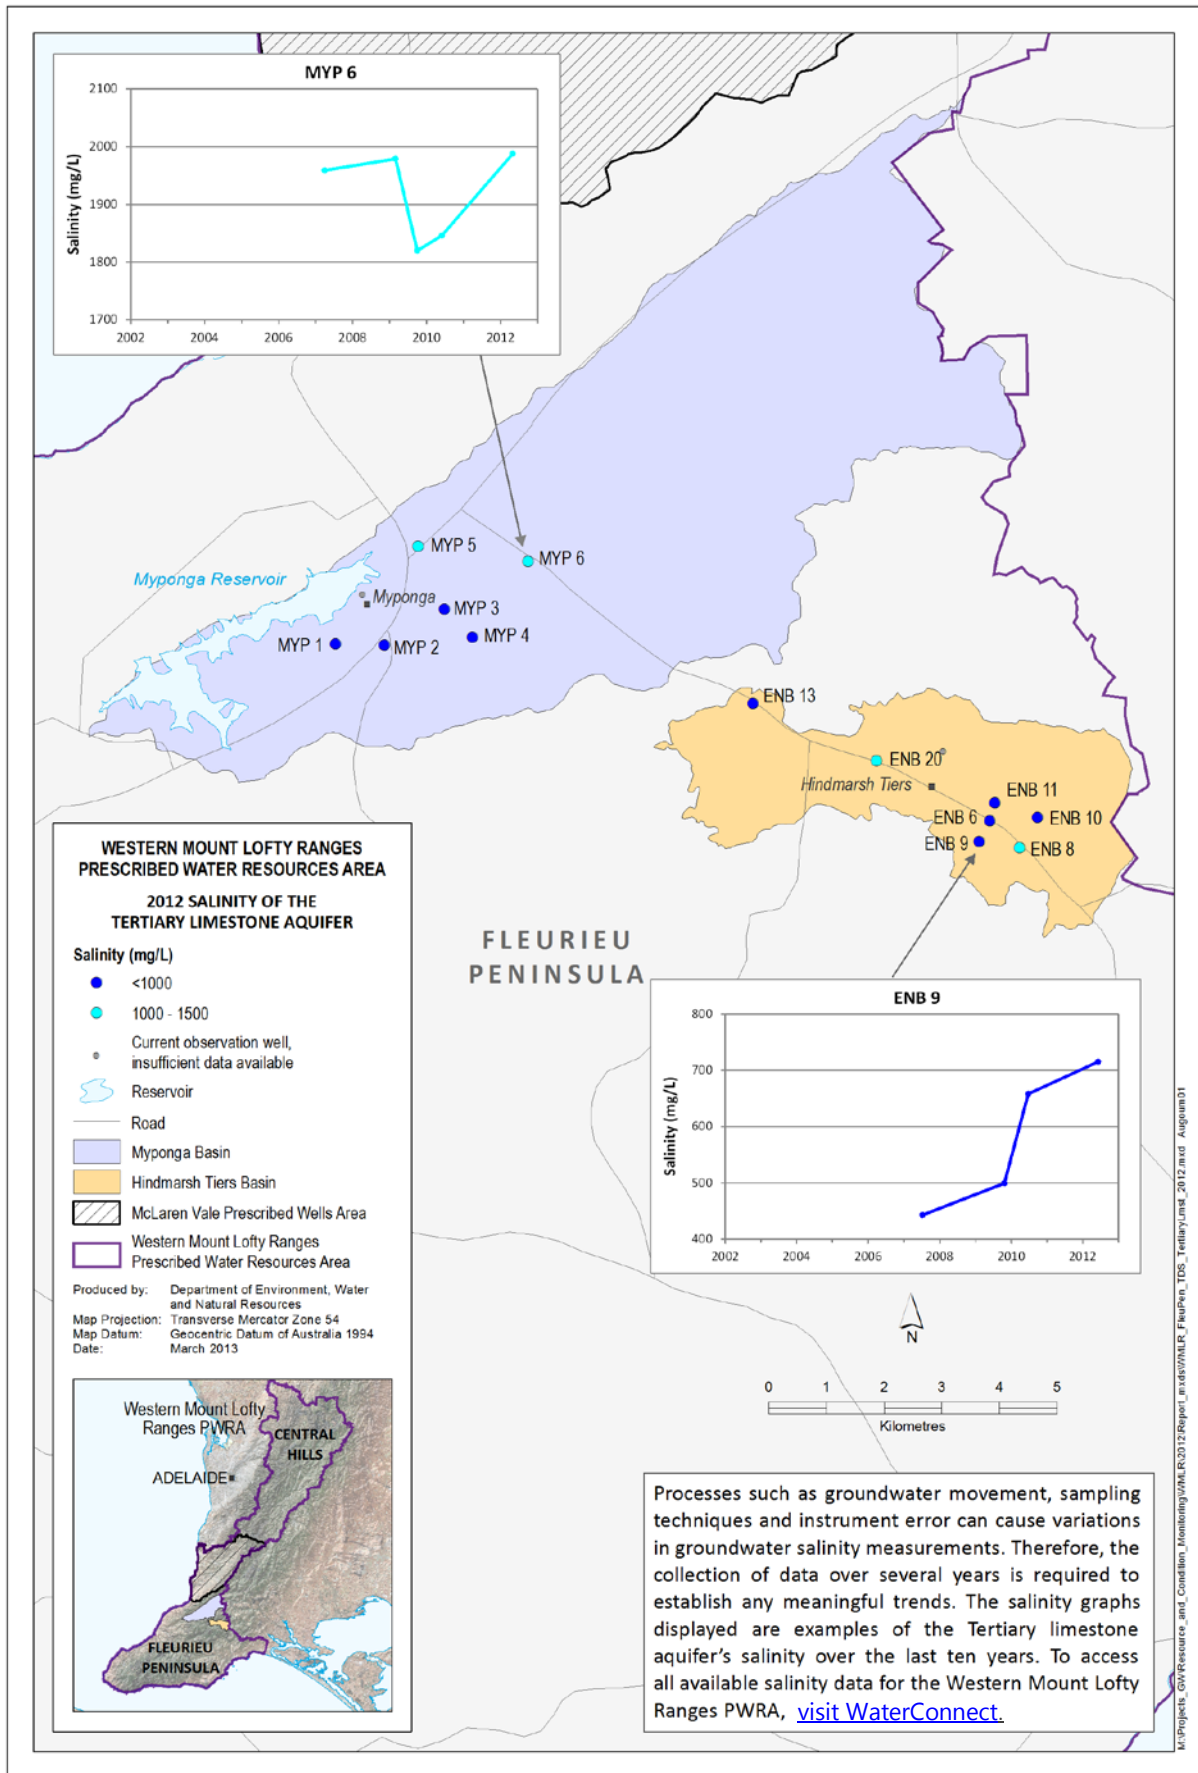 MYP 6
2100
2000
1900
1800
1700
Salinity (mg/L)
2002
2004
2006
2008
2010
2012
MYP 5
MYP 6
Myponga Reservoir
Myponga
MYP 3
MYP 4
MYP 1
MYP 2
ENB 13
ENB 20
Hindmarsh Tiers
ENB 11
ENB 6
ENB 10
ENB 9
ENB 8
FLEURIEU
PENINSULA
WESTERN MOUNT LOFTY RANGES
PRESCRIBED WATER RESOURCES AREA
2012 SALINITY OF THE
TERTIARY LIMESTONE AQUIFER
Salinity (mg/L)
<1000
1000 - 1500
Current observation well,
insufficient data available
Reservoir
Road
Myponga Basin
Hindmarsh Tiers Basin
McLaren Vale Prescribed Wells Area
Western Mount Lofty Ranges
Prescribed Water Resources Area
Produced by: Department of Environment, Water
and Natural Resources
Map Projection: Transverse Mercator Zone 54
Map Datum: Geocentric Datum of Australia 1994
Date: March 2013
Western Mount Lofty
Ranges PWRA
CENTRAL
HILLS
ADELAIDE
FLEURIEU
PENINSULA
ENB 9
800
700
600
500
400
Salinity (mg/L)
2002
2004
2006
2008
2010
2012
N
0 1 2 3 4 5
Kilometres
Processes such as groundwater movement, sampling
techniques and instrument error can cause variations
in groundwater salinity measurements. Therefore, the
collection of data over several years is required to
establish any meaningful trends. The salinity graphs
displayed are examples of the Tertiary limestone
aquifer's salinity over the last ten years. To access
all available salinity data for the Western Mount Lofty
Ranges PWRA, visit WaterConnect.
M:\Projects_GW\Resource_and_Condition_Monitoring\WMLR\2012\Report_mxds\WMLR_FleuPen_TDS_TertiaryLmst_2012.mxd Augoum01